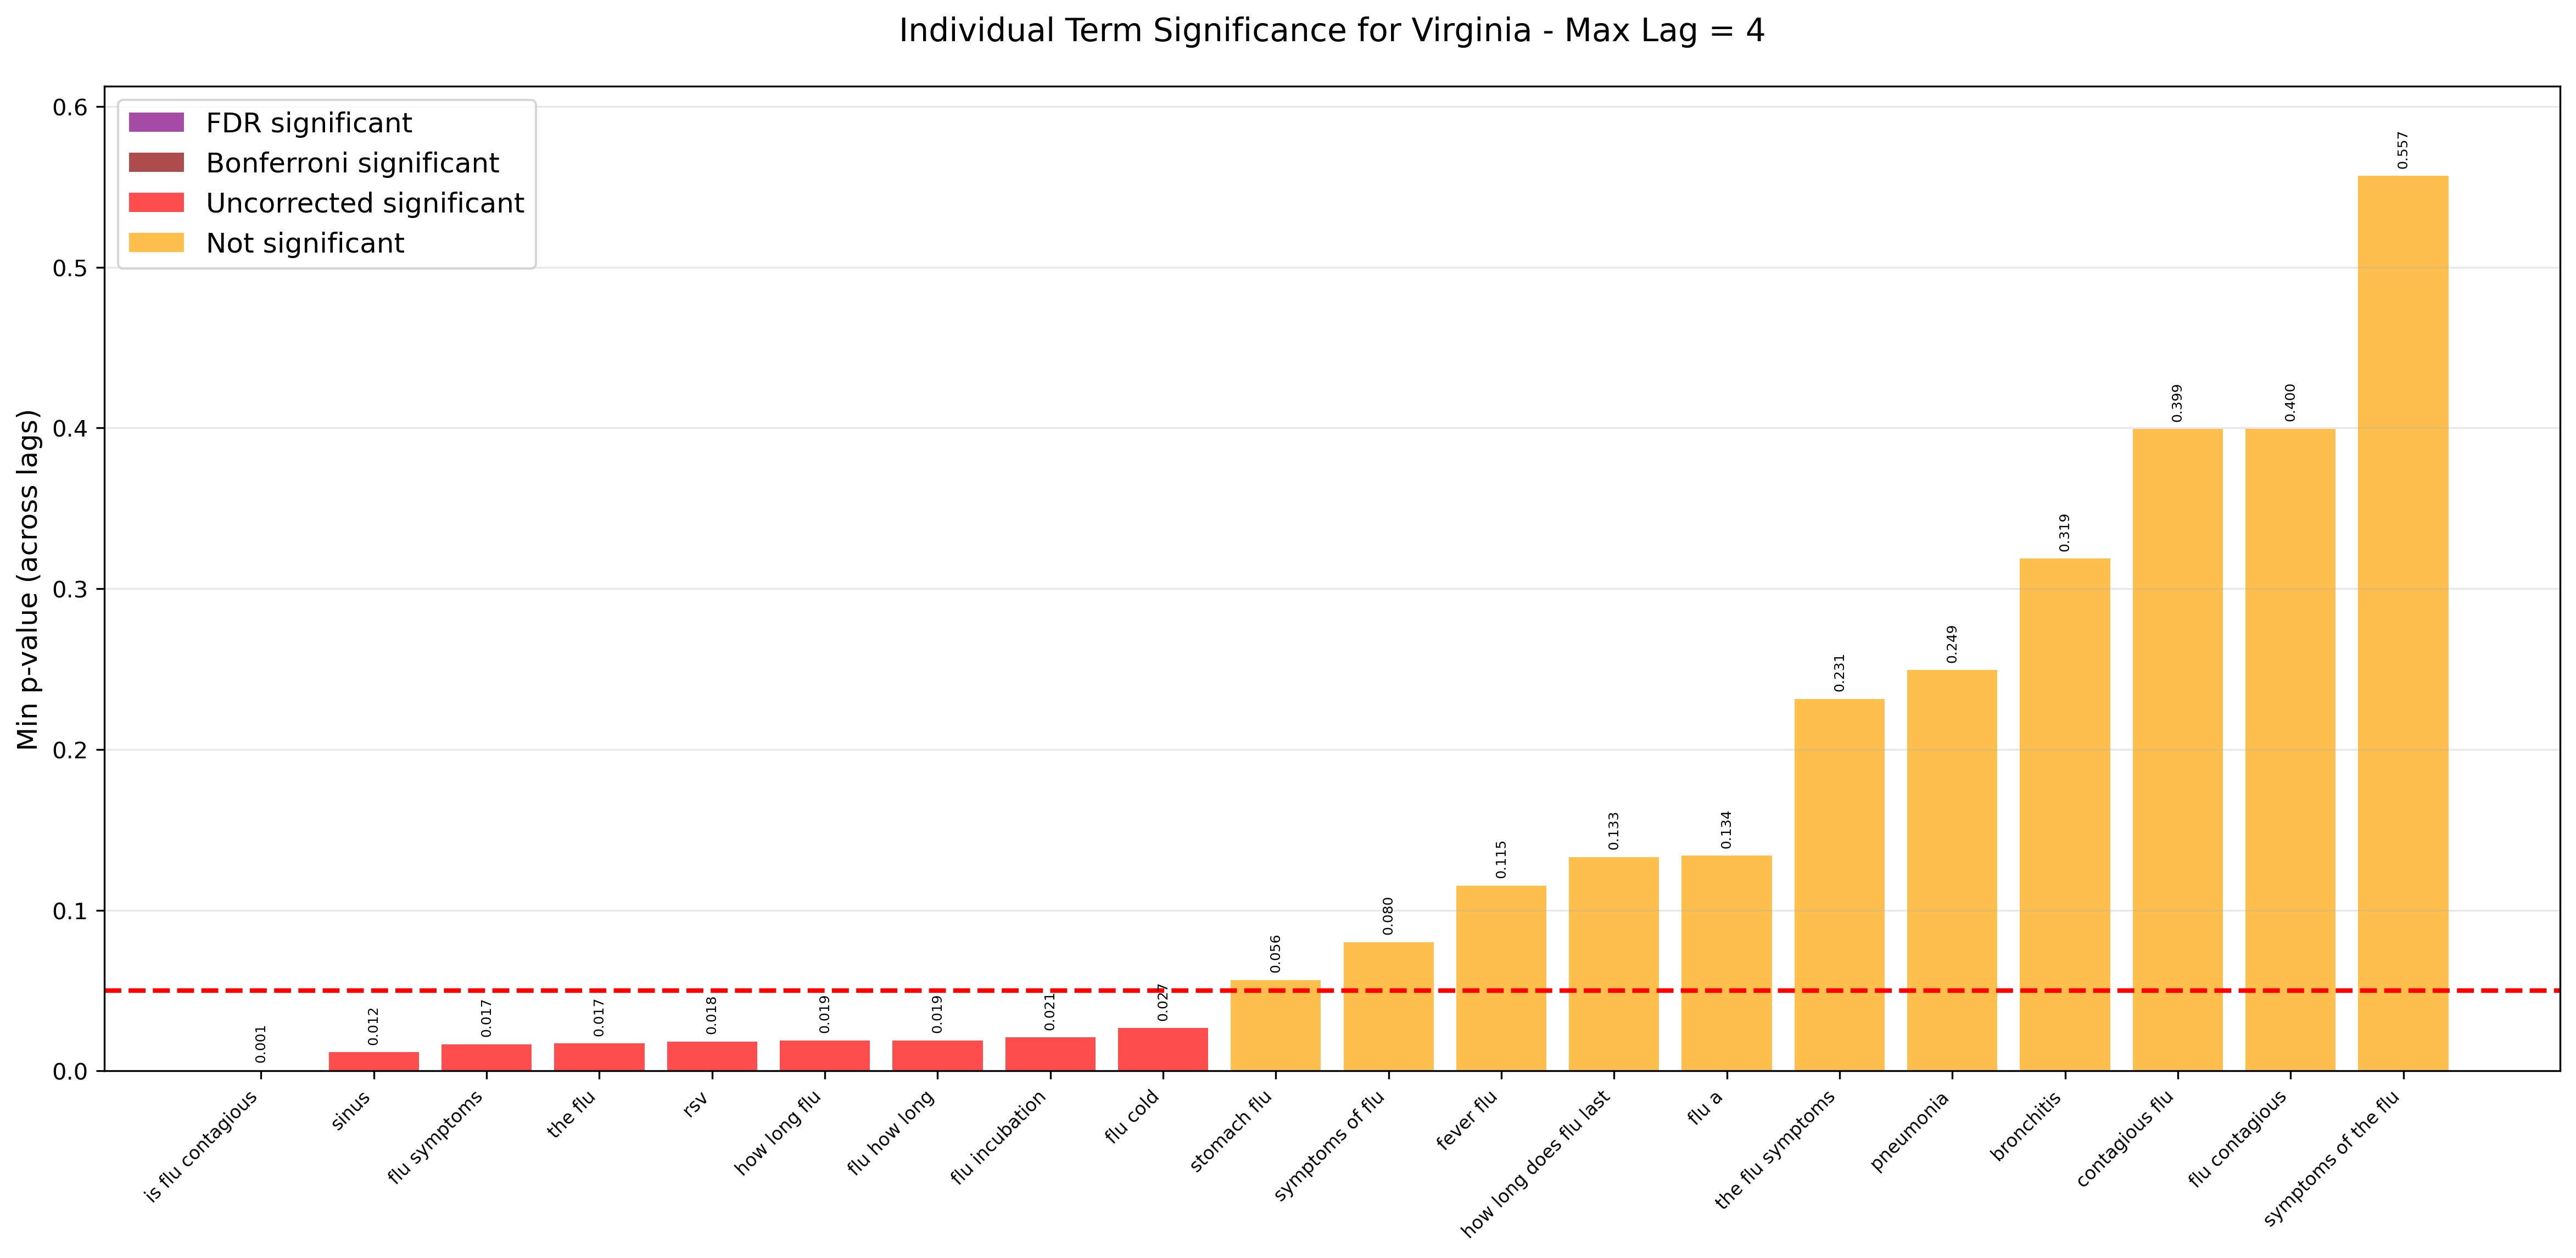 Individual Term Significance for Virginia - Max Lag = 4
FDR significant
Bonferroni significant
Uncorrected significant
Not significant
Min p-value (across lags)
0.6
0.5
0.4
0.3
0.2
0.1
0.0
0.001
0.012
0.017
0.017
0.018
0.019
0.019
0.021
0.027
0.056
0.080
0.115
0.133
0.134
0.231
0.249
0.319
0.399
0.400
0.557
is flu contagious
sinus
flu symptoms
the flu
rsv
how long flu
flu how long
flu incubation
flu cold
stomach flu
symptoms of flu
fever flu
how long does flu last
flu a
the flu symptoms
pneumonia
bronchitis
contagious flu
flu contagious
symptoms of the flu